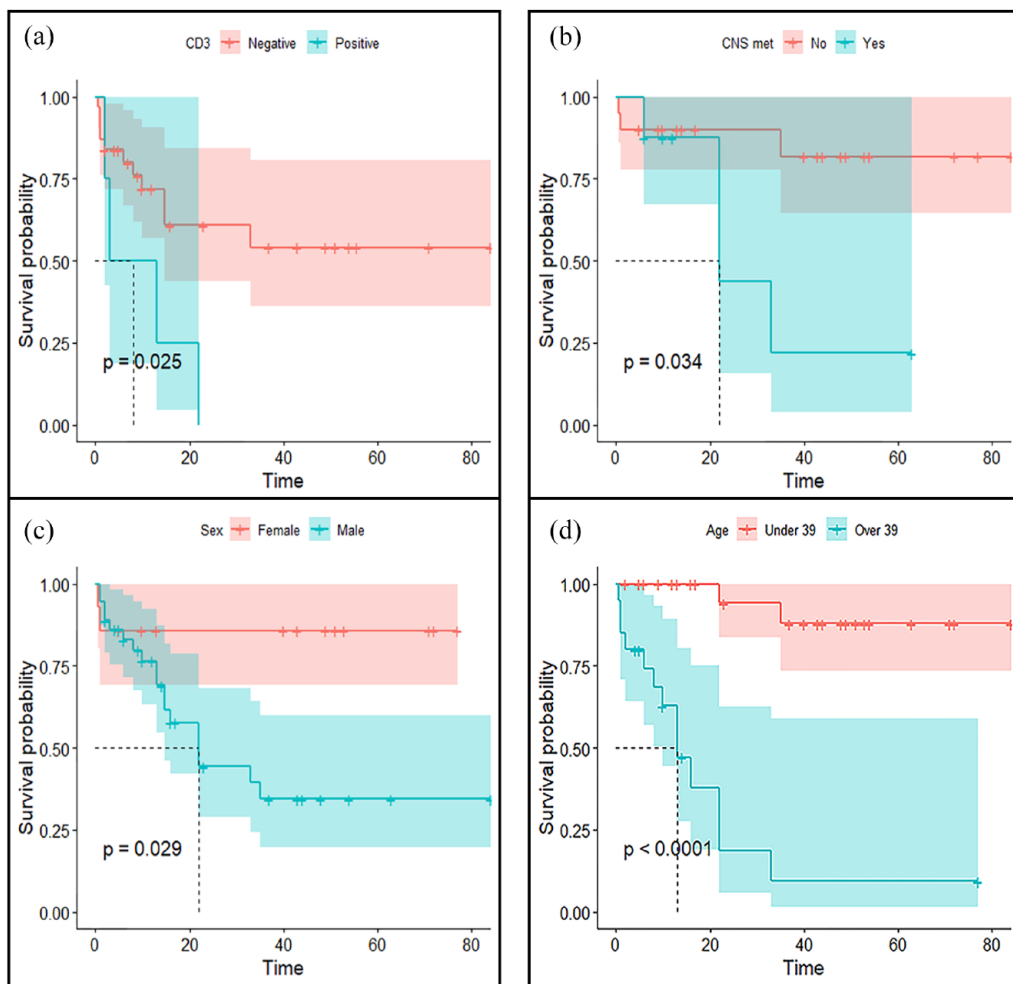 (a)
CD3 Negative Positive
Survival probability
1.00
0.75
0.50
0.25
0.00
p = 0.025
0 20 40 60 80
Time
(b)
CNS met No Yes
Survival probability
1.00
0.75
0.50
0.25
0.00
p = 0.034
0 20 40 60 80
Time
(c)
Sex Female Male
Survival probability
1.00
0.75
0.50
0.25
0.00
p = 0.029
0 20 40 60 80
Time
(d)
Age Under 39 Over 39
Survival probability
1.00
0.75
0.50
0.25
0.00
p < 0.0001
0 20 40 60 80
Time